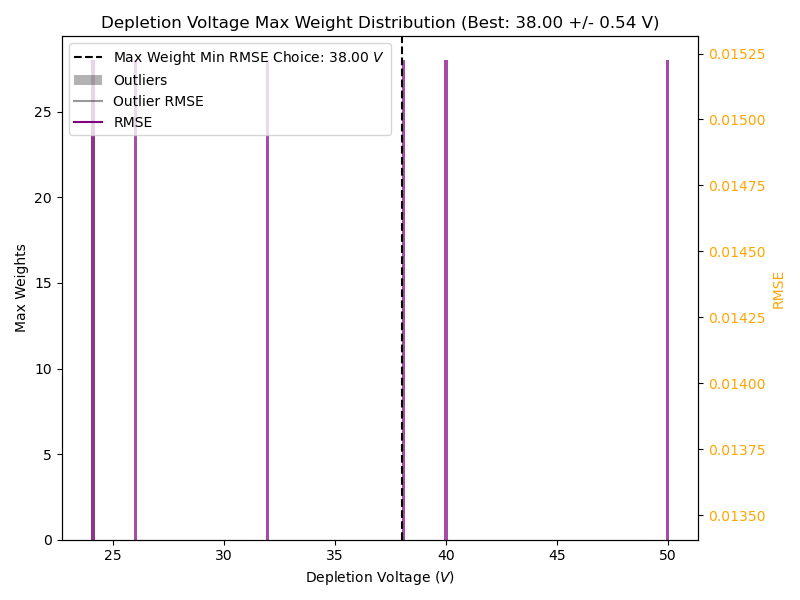 Depletion Voltage Max Weight Distribution (Best: 38.00 +/- 0.54 V)
Max Weight Min RMSE Choice: 38.00 V
Outliers
Outlier RMSE
RMSE
25
20
15
10
5
0
Max Weights
25
30
35
40
45
50
Depletion Voltage (V)
0.01525
0.01500
0.01475
0.01450
0.01425
0.01400
0.01375
0.01350
RMSE